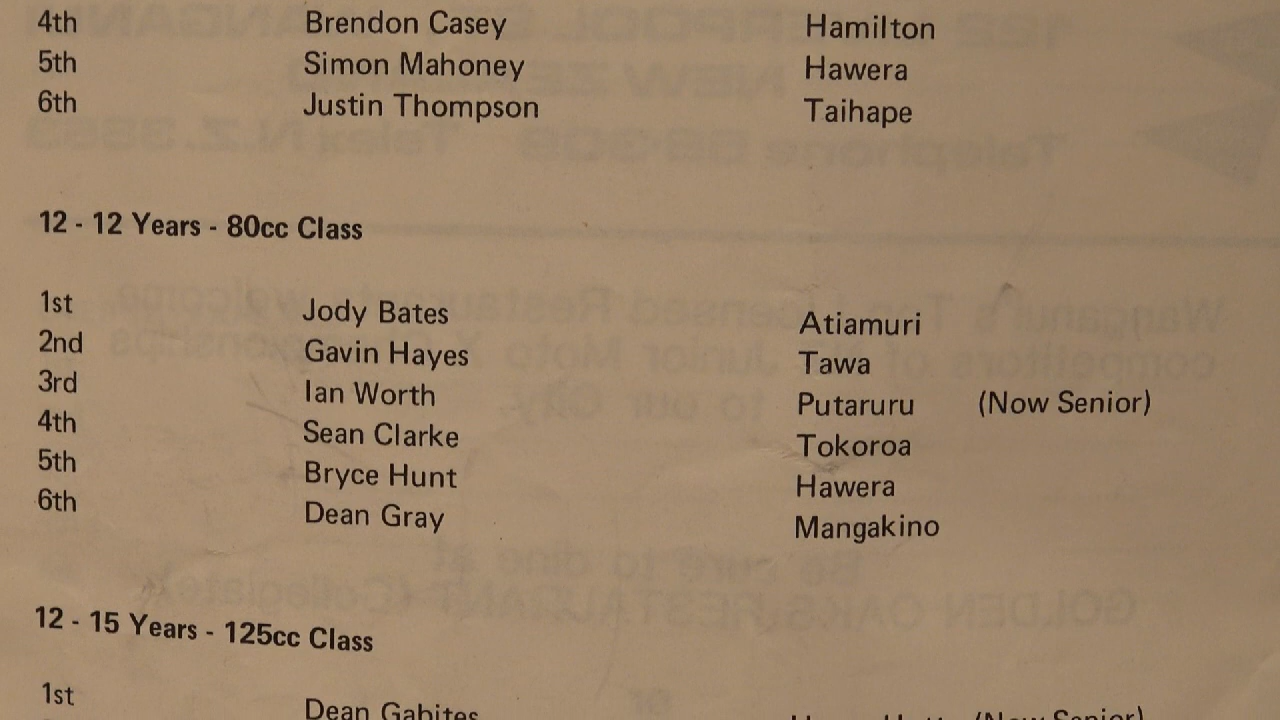 4th Brendon Casey Hamilton
5th Simon Mahoney Hawera
6th Justin Thompson Taihape
12 - 12 Years - 80cc Class
1st Jody Bates Atiamuri
2nd Gavin Hayes Tawa
3rd Ian Worth Putaruru (Now Senior)
4th Sean Clarke Tokoroa
5th Bryce Hunt Hawera
6th Dean Gray Mangakino
12 - 15 Years - 125cc Class
1st Dean Gabites (Now Senior)